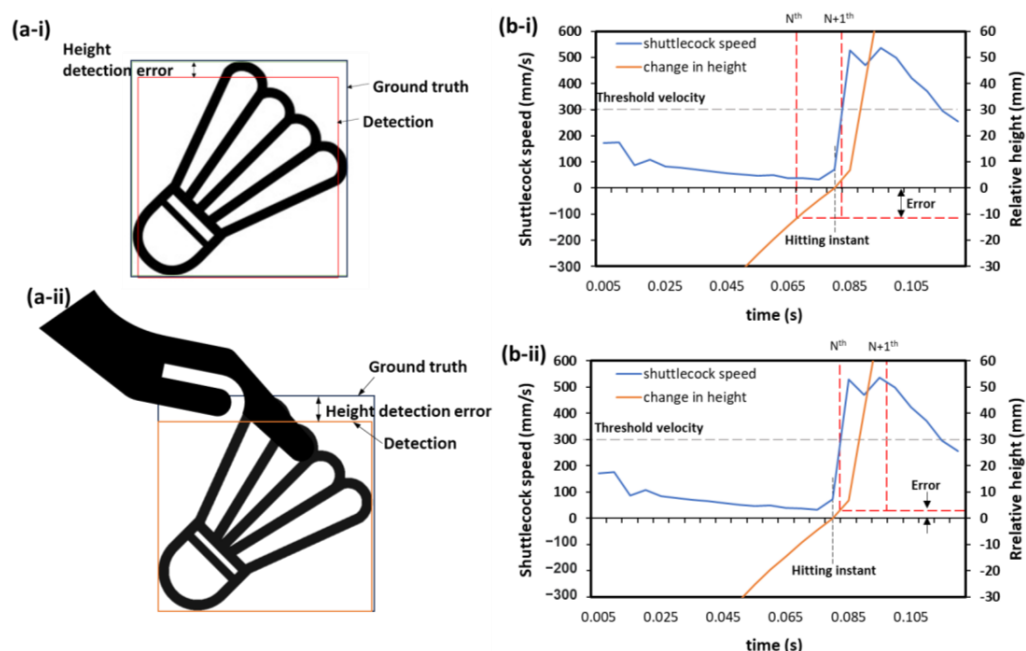 (a-i)
Height
detection error
Ground truth
Detection
(a-ii)
Ground truth
Height detection error
Detection
(b-i)
Nᵗʰ N+1ᵗʰ
shuttlecock speed
change in height
Threshold velocity
Error
Hitting instant
Shuttlecock speed (mm/s)
600
500
400
300
200
100
0
−100
−200
−300
Relative height (mm)
60
50
40
30
20
10
0
-10
-20
-30
0.005 0.025 0.045 0.065 0.085 0.105
time (s)
(b-ii)
Nᵗʰ N+1ᵗʰ
shuttlecock speed
change in height
Threshold velocity
Error
Hitting instant
Shuttlecock speed (mm/s)
600
500
400
300
200
100
0
−100
−200
−300
Relative height (mm)
60
50
40
30
20
10
0
-10
-20
-30
0.005 0.025 0.045 0.065 0.085 0.105
time (s)